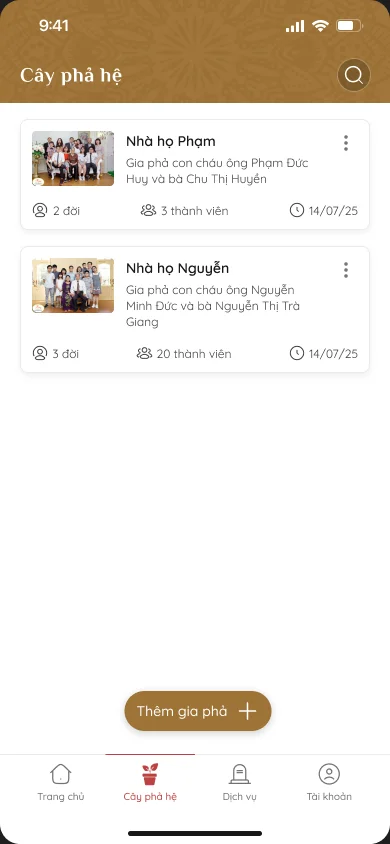 9:41
Cây phả hệ
Nhà họ Phạm
Gia phả con cháu ông Phạm Đức
Huy và bà Chu Thị Huyền
2 đời
3 thành viên
14/07/25
Nhà họ Nguyễn
Gia phả con cháu ông Nguyễn
Minh Đức và bà Nguyễn Thị Trà
Giang
3 đời
20 thành viên
14/07/25
Thêm gia phả
Trang chủ
Cây phả hệ
Dịch vụ
Tài khoản